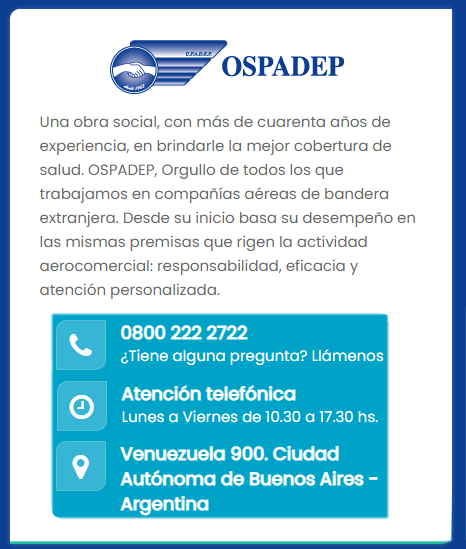 U.P.A.D.E.P.
OSPADEP
Una obra social, con más de cuarenta años de
experiencia, en brindarle la mejor cobertura de
salud. OSPADEP, Orgullo de todos los que
trabajamos en compañías aéreas de bandera
extranjera. Desde su inicio basa su desempeño en
las mismas premisas que rigen la actividad
aerocomercial: responsabilidad, eficacia y
atención personalizada.
0800 222 2722
¿Tiene alguna pregunta? Llámenos
Atención telefónica
Lunes a Viernes de 10.30 a 17.30 hs.
Venuezuela 900. Ciudad
Autónoma de Buenos Aires -
Argentina